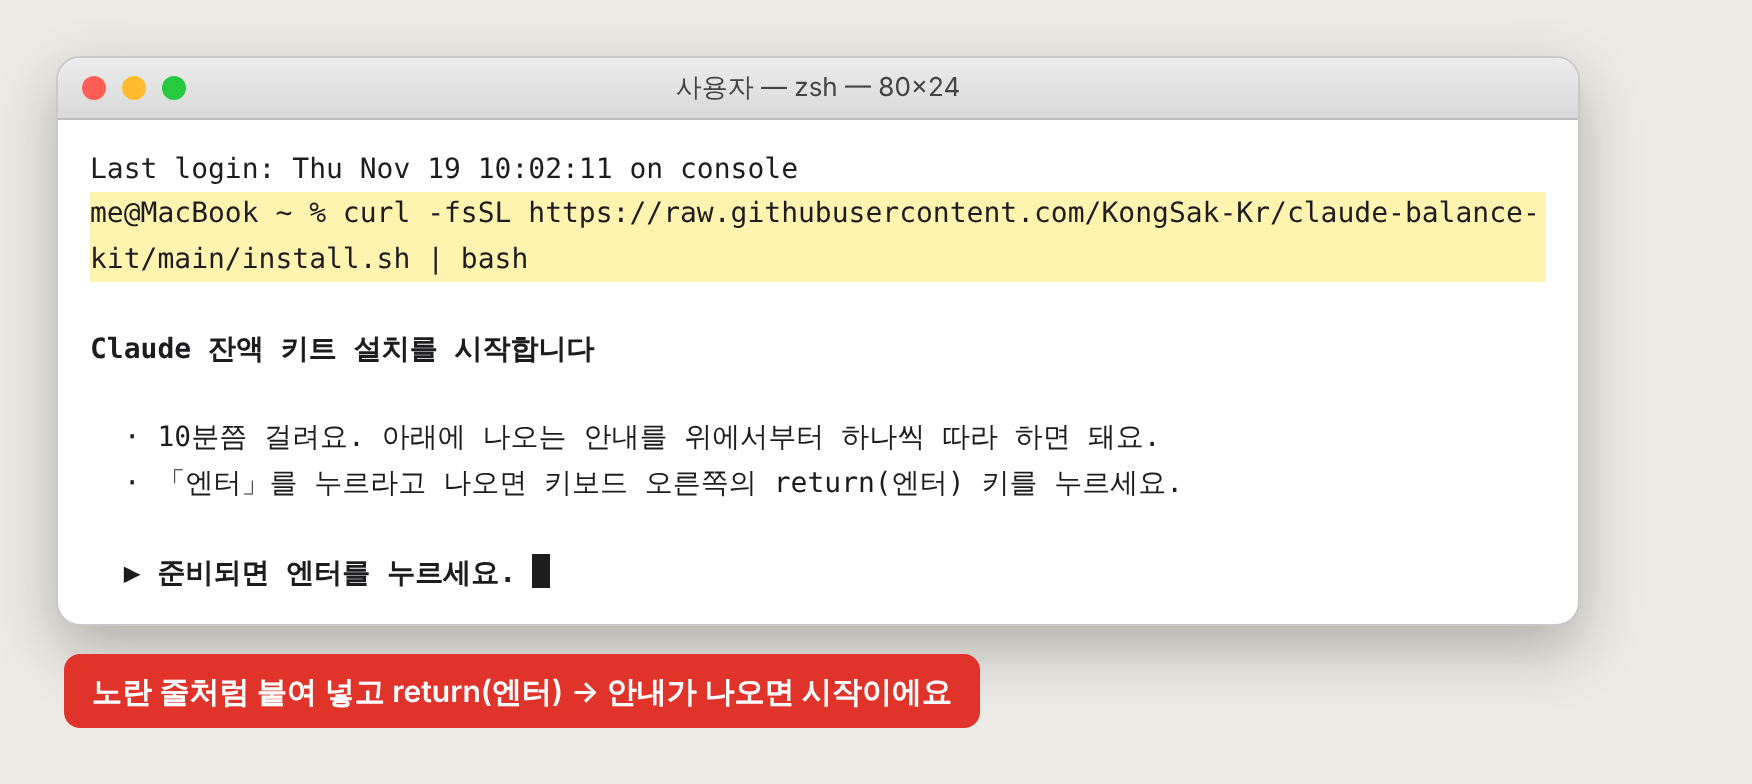 사용자 — zsh — 80×24
Last login: Thu Nov 19 10:02:11 on console
me@MacBook ~ % curl -fsSL https://raw.githubusercontent.com/KongSak-Kr/claude-balance-
kit/main/install.sh | bash
Claude 잔액 키트 설치를 시작합니다
· 10분쯤 걸려요. 아래에 나오는 안내를 위에서부터 하나씩 따라 하면 돼요.
· 「엔터」를 누르라고 나오면 키보드 오른쪽의 return(엔터) 키를 누르세요.
▶ 준비되면 엔터를 누르세요.
노란 줄처럼 붙여 넣고 return(엔터) → 안내가 나오면 시작이에요